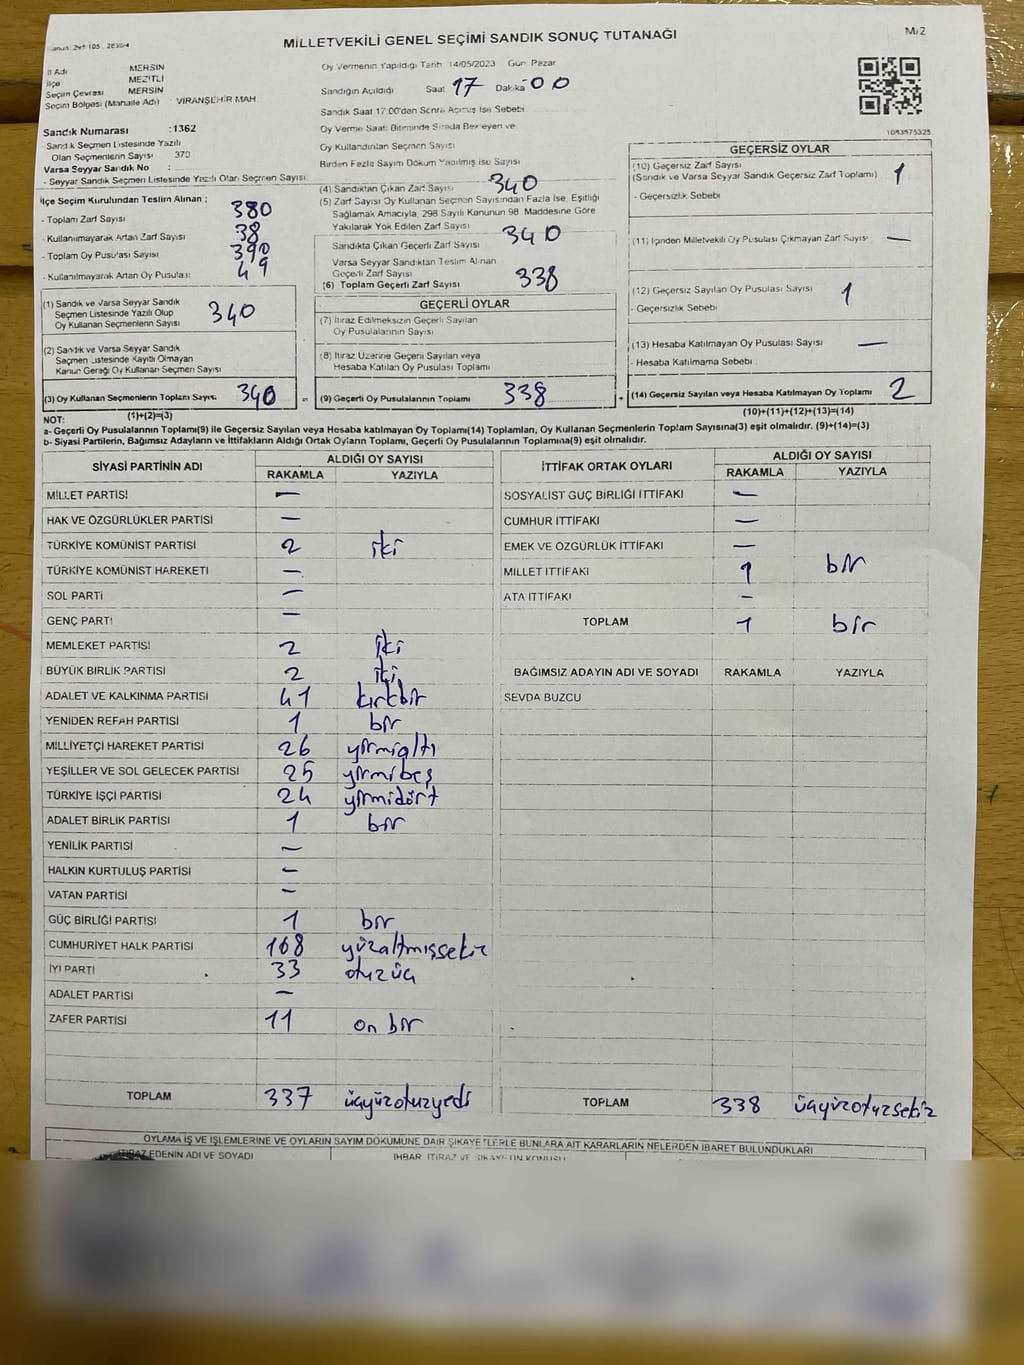 MİLLETVEKİLİ GENEL SEÇİMİ SANDIK SONUÇ TUTANAĞI
M/2
İl Adı MERSİN
İlçe MEZİTLİ
Seçim Çevresi MERSİN
Seçim Bölgesi (Mahalle Adı) VİRANŞEHİR MAH
Sandık Numarası :1362
Sandık Seçmen Listesinde Yazılı
Olan Seçmenlerin Sayısı 370
Varsa Seyyar Sandık No :
- Seyyar Sandık Seçmen Listesinde Yazılı Olan Seçmen Sayısı
Oy Vermenin Yapıldığı Tarih 14/05/2023 Gün Pazar
Sandığın Açıldığı Saat 17 Dakika 00
Sandık Saat 17:00'den Sonra Açılmış İse Sebebi
Oy Verme Saati Bitiminde Sırada Bekleyen ve
Oy Kullandırılan Seçmen Sayısı
Birden Fazla Sayım Döküm Yapılmış ise Sayısı
1043975325
İlçe Seçim Kurulundan Teslim Alınan ;
- Toplam Zarf Sayısı 380
- Kullanılmayarak Artan Zarf Sayısı 38
- Toplam Oy Pusulası Sayısı 390
- Kullanılmayarak Artan Oy Pusulası 49
(4) Sandıktan Çıkan Zarf Sayısı 340
(5) Zarf Sayısı Oy Kullanan Seçmen Sayısından Fazla İse, Eşitliği
Sağlamak Amacıyla, 298 Sayılı Kanunun 98 Maddesine Göre
Yakılarak Yok Edilen Zarf Sayısı
Sandıkta Çıkan Geçerli Zarf Sayısı 340
Varsa Seyyar Sandıktan Teslim Alınan
Geçerli Zarf Sayısı
(6) Toplam Geçerli Zarf Sayısı 338
GEÇERSİZ OYLAR
(10) Geçersiz Zarf Sayısı 1
(Sandık ve Varsa Seyyar Sandık Geçersiz Zarf Toplamı)
- Geçersizlik Sebebi
(11) İçinden Milletvekili Oy Pusulası Çıkmayan Zarf Sayısı —
(12) Geçersiz Sayılan Oy Pusulası Sayısı 1
- Geçersizlik Sebebi
(13) Hesaba Katılmayan Oy Pusulası Sayısı —
- Hesaba Katılmama Sebebi
(14) Geçersiz Sayılan veya Hesaba Katılmayan Oy Toplamı 2
(10)+(11)+(12)+(13)=(14)
(1) Sandık ve Varsa Seyyar Sandık
Seçmen Listesinde Yazılı Olup
Oy Kullanan Seçmenlerin Sayısı 340
(2) Sandık ve Varsa Seyyar Sandık
Seçmen Listesinde Kayıtlı Olmayan
Kanun Gereği Oy Kullanan Seçmen Sayısı
(3) Oy Kullanan Seçmenlerin Toplam Sayısı 340
(1)+(2)=(3)
GEÇERLİ OYLAR
(7) İtiraz Edilmeksizin Geçerli Sayılan
Oy Pusulalarının Sayısı
(8) İtiraz Üzerine Geçerli Sayılan veya
Hesaba Katılan Oy Pusulası Toplamı
(9) Geçerli Oy Pusulalarının Toplamı 338
NOT:
a- Geçerli Oy Pusulalarının Toplamı(9) ile Geçersiz Sayılan veya Hesaba katılmayan Oy Toplamı(14) Toplamları, Oy Kullanan Seçmenlerin Toplam Sayısına(3) eşit olmalıdır. (9)+(14)=(3)
b- Siyasi Partilerin, Bağımsız Adayların ve İttifakların Aldığı Ortak Oyların Toplamı, Geçerli Oy Pusulalarının Toplamına(9) eşit olmalıdır.
SİYASİ PARTİNİN ADI ALDIĞI OY SAYISI
RAKAMLA YAZIYLA
MİLLET PARTİSİ —
HAK VE ÖZGÜRLÜKLER PARTİSİ —
TÜRKİYE KOMÜNİST PARTİSİ 2 iki
TÜRKİYE KOMÜNİST HAREKETİ —
SOL PARTİ —
GENÇ PARTİ —
MEMLEKET PARTİSİ 2 iki
BÜYÜK BİRLİK PARTİSİ 2 iki
ADALET VE KALKINMA PARTİSİ 41 kırkbir
YENİDEN REFAH PARTİSİ 1 bir
MİLLİYETÇİ HAREKET PARTİSİ 26 yirmialtı
YEŞİLLER VE SOL GELECEK PARTİSİ 25 yirmibeş
TÜRKİYE İŞÇİ PARTİSİ 24 yirmidört
ADALET BİRLİK PARTİSİ 1 bir
YENİLİK PARTİSİ —
HALKIN KURTULUŞ PARTİSİ —
VATAN PARTİSİ —
GÜÇ BİRLİĞİ PARTİSİ 1 bir
CUMHURİYET HALK PARTİSİ 168 yüzaltmışsekiz
İYİ PARTİ 33 otuzüç
ADALET PARTİSİ —
ZAFER PARTİSİ 11 on bir
TOPLAM 337 üçyüzotuzyedi
İTTİFAK ORTAK OYLARI ALDIĞI OY SAYISI
RAKAMLA YAZIYLA
SOSYALİST GÜÇ BİRLİĞİ İTTİFAKI —
CUMHUR İTTİFAKI —
EMEK VE ÖZGÜRLÜK İTTİFAKI —
MİLLET İTTİFAKI 1 bir
ATA İTTİFAKI —
TOPLAM 1 bir
BAĞIMSIZ ADAYIN ADI VE SOYADI RAKAMLA YAZIYLA
SEVDA BUZCU
TOPLAM 338 üçyüzotuzsekiz
OYLAMA İŞ VE İŞLEMLERİNE VE OYLARIN SAYIM DÖKÜMÜNE DAİR ŞİKAYETLERLE BUNLARA AİT KARARLARIN NELERDEN İBARET BULUNDUKLARI
İTİRAZ EDENİN ADI VE SOYADI